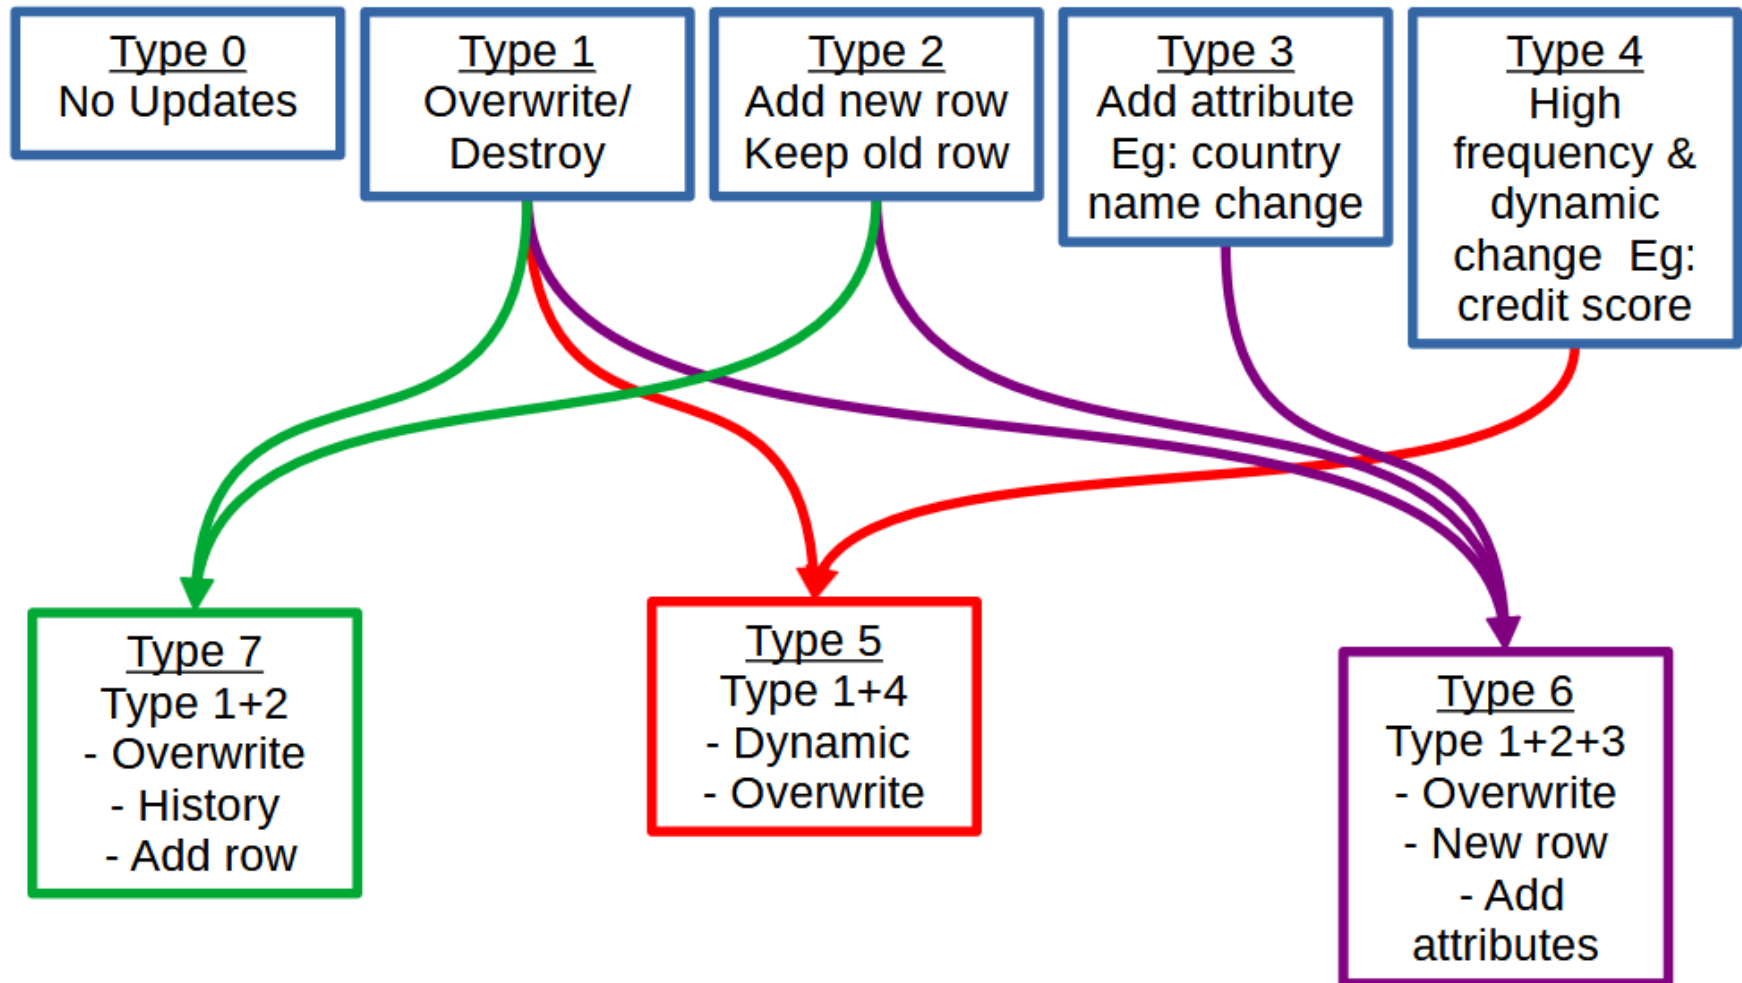 Type 0
No Updates
Type 1
Overwrite/
Destroy
Type 2
Add new row
Keep old row
Type 3
Add attribute
Eg: country
name change
Type 4
High
frequency &
dynamic
change  Eg:
credit score
Type 7
Type 1+2
- Overwrite
- History
- Add row
Type 5
Type 1+4
- Dynamic
- Overwrite
Type 6
Type 1+2+3
- Overwrite
- New row
- Add
attributes